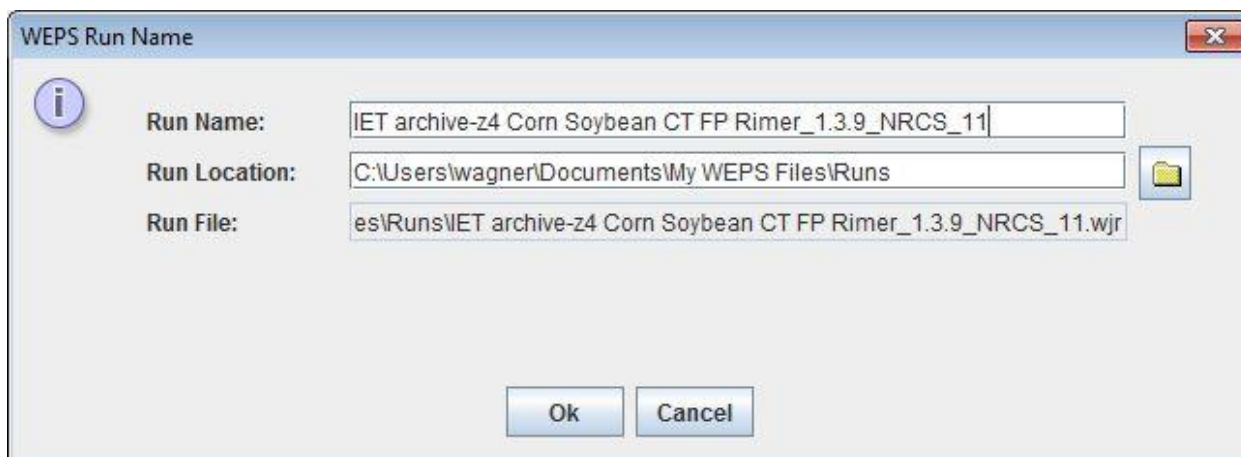 WEPS Run Name
Run Name: IET archive-z4 Corn Soybean CT FP Rimer_1.3.9_NRCS_11
Run Location: C:\Users\wagner\Documents\My WEPS Files\Runs
Run File: es\Runs\IET archive-z4 Corn Soybean CT FP Rimer_1.3.9_NRCS_11.wjr
Ok Cancel